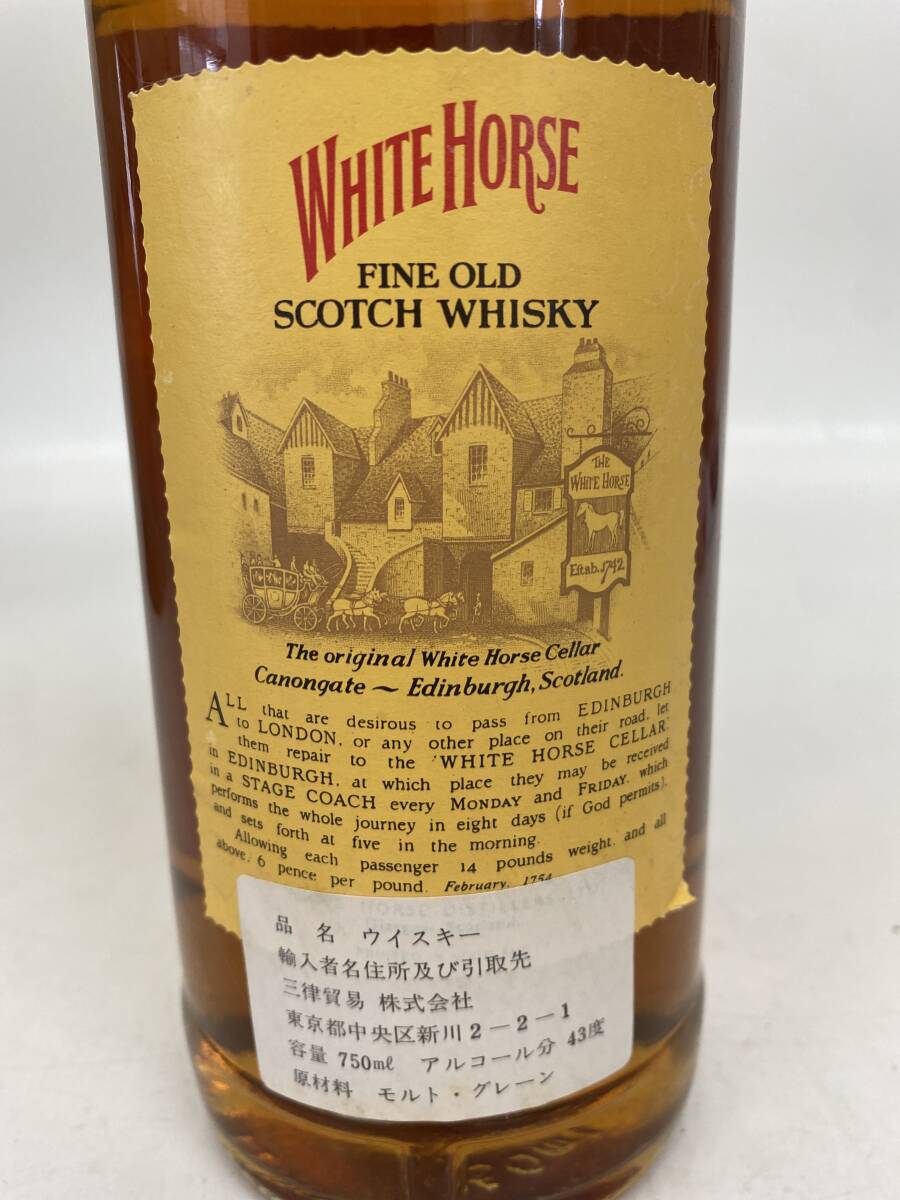 WHITE HORSE
FINE OLD
SCOTCH WHISKY
THE
WHITE HORSE
Estab. 1742
The original White Horse Cellar
Canongate ~ Edinburgh, Scotland.
ALL that are desirous to pass from EDINBURGH
to LONDON, or any other place on their road, let
them repair to the 'WHITE HORSE CELLAR'
in EDINBURGH, at which place they may be received
in a STAGE COACH every MONDAY and FRIDAY, which
performs the whole journey in eight days (if God permits),
and sets forth at five in the morning.
Allowing each passenger 14 pounds weight, and all
above, 6 pence per pound. February, 1754
HORSE DISTILLERS
品名 ウイスキー
輸入者名住所及び引取先
三律貿易 株式会社
東京都中央区新川2-2-1
容量 750ml アルコール分 43度
原材料 モルト・グレーン